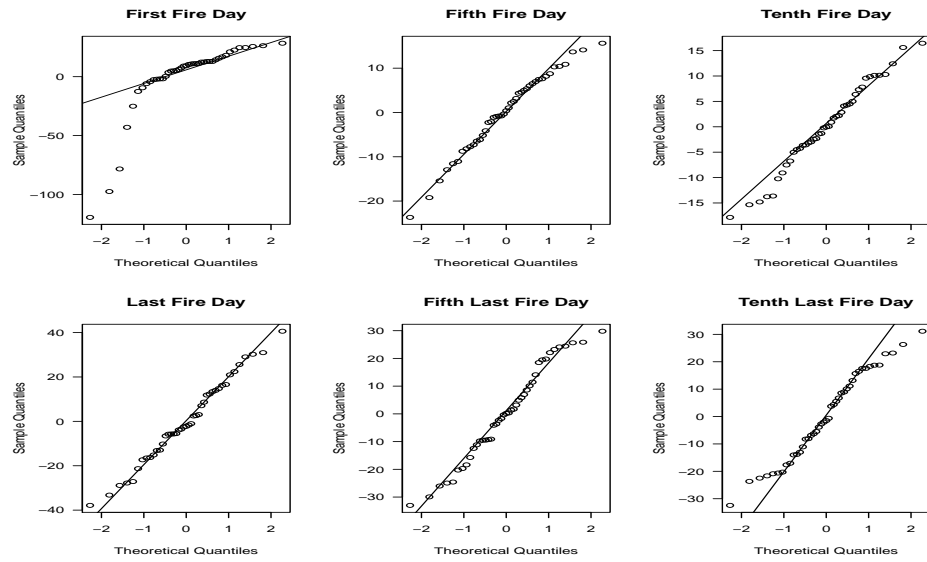 First Fire Day
Fifth Fire Day
Tenth Fire Day
Sample Quantiles
0
−50
−100
−2 −1 0 1 2
Theoretical Quantiles
Sample Quantiles
10
0
−10
−20
−2 −1 0 1 2
Theoretical Quantiles
Sample Quantiles
15
10
5
0
−5
−10
−15
−2 −1 0 1 2
Theoretical Quantiles
Last Fire Day
Fifth Last Fire Day
Tenth Last Fire Day
Sample Quantiles
40
20
0
−20
−40
−2 −1 0 1 2
Theoretical Quantiles
Sample Quantiles
30
20
10
0
−10
−20
−30
−2 −1 0 1 2
Theoretical Quantiles
Sample Quantiles
30
20
10
0
−10
−20
−30
−2 −1 0 1 2
Theoretical Quantiles